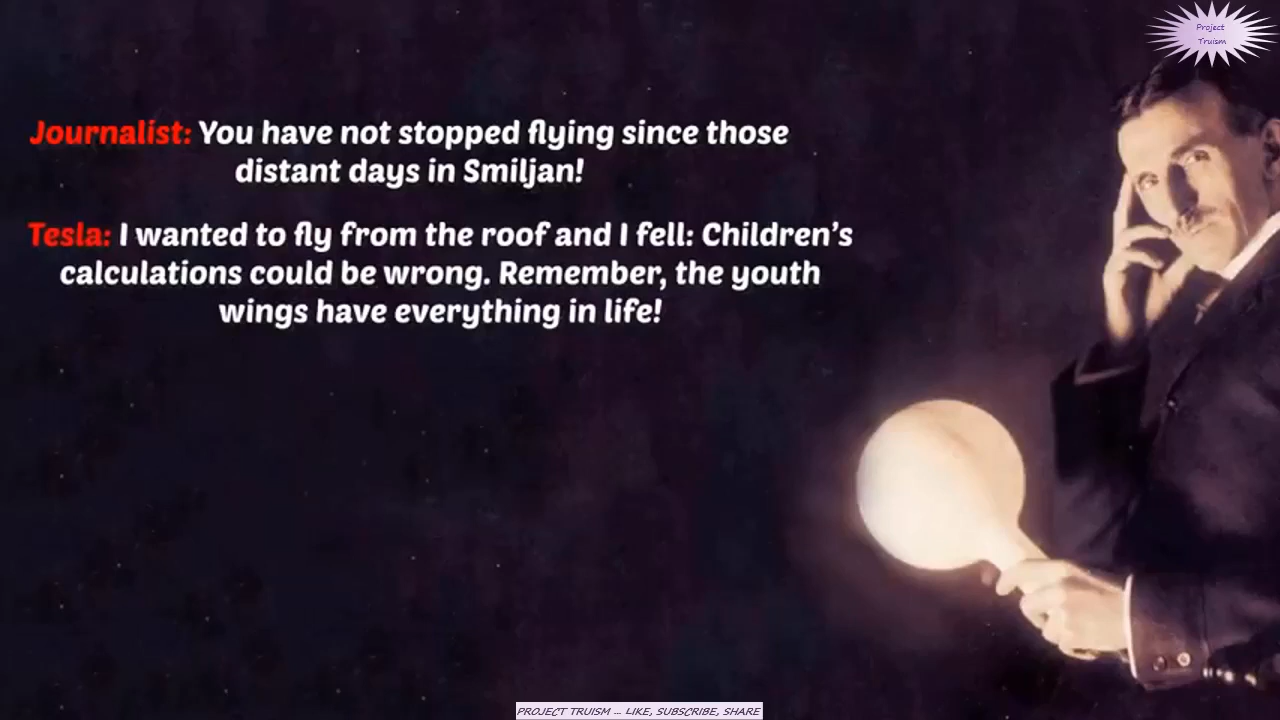 Project
Truism
Journalist: You have not stopped flying since those
distant days in Smiljan!
Tesla: I wanted to fly from the roof and I fell: Children’s
calculations could be wrong. Remember, the youth
wings have everything in life!
PROJECT TRUISM ... LIKE, SUBSCRIBE, SHARE